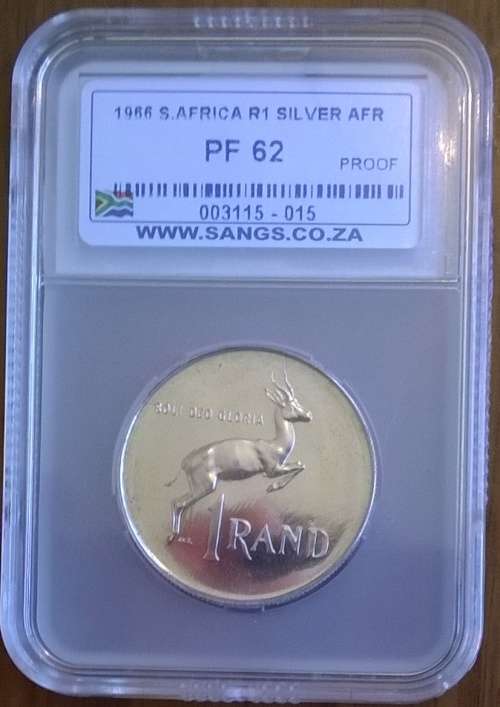 1966 S.AFRICA R1 SILVER AFR
PF 62
PROOF
003115 - 015
WWW.SANGS.CO.ZA
SOLI DEO GLORIA
1 RAND